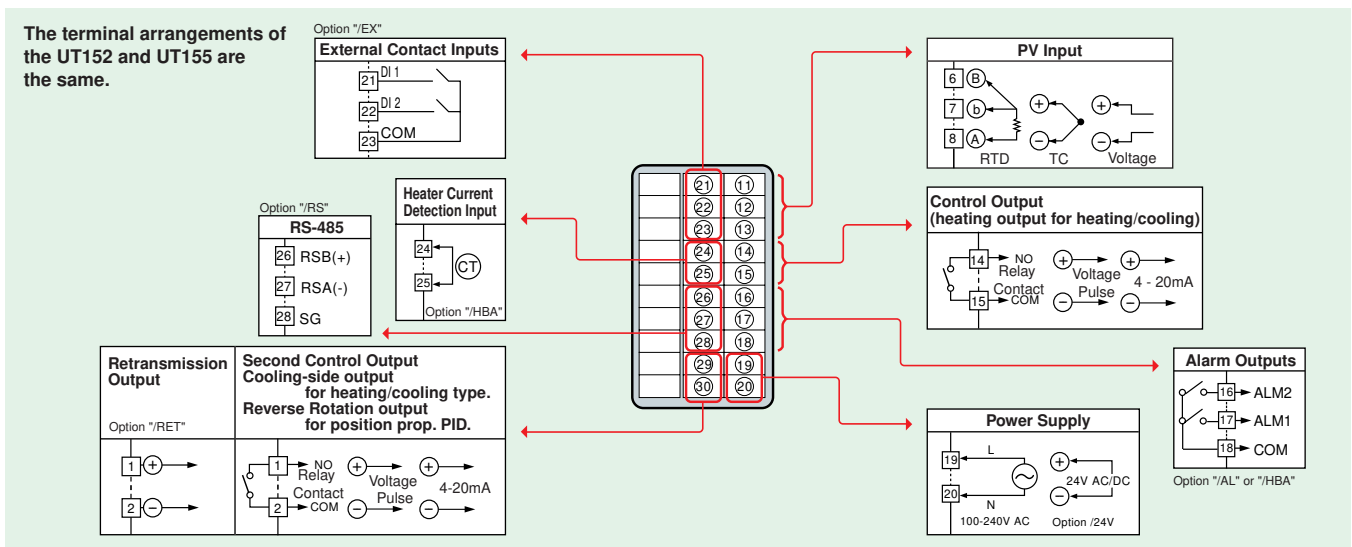 The terminal arrangements of
the UT152 and UT155 are
the same.
Option "/EX"
External Contact Inputs
21 DI 1
22 DI 2
23 COM
Option "/RS"
RS-485
26 RSB(+)
27 RSA(-)
28 SG
Heater Current
Detection Input
24
CT
25
Option "/HBA"
Retransmission
Output
Option "/RET"
1 +
2 −
Second Control Output
Cooling-side output
for heating/cooling type.
Reverse Rotation output
for position prop. PID.
1 NO
Relay
Contact
2 COM
+ −
Voltage
Pulse
+ −
4-20mA
21 11
22 12
23 13
24 14
25 15
26 16
27 17
28 18
29 19
30 20
PV Input
6 B
7 b
8 A
RTD
+ −
TC
+ −
Voltage
Control Output
(heating output for heating/cooling)
14 NO
Relay
Contact
15 COM
+ −
Voltage
Pulse
+ −
4 - 20mA
Alarm Outputs
16 ALM2
17 ALM1
18 COM
Option "/AL" or "/HBA"
Power Supply
19 L
20 N
100-240V AC
+ −
24V AC/DC
Option /24V